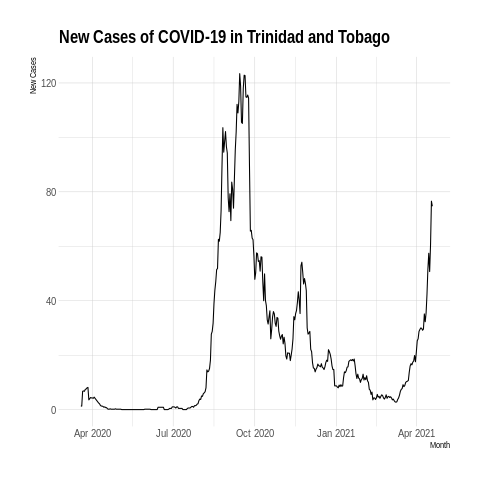 New Cases of COVID-19 in Trinidad and Tobago
New Cases
120
80
40
0
Apr 2020 Jul 2020 Oct 2020 Jan 2021 Apr 2021
Month